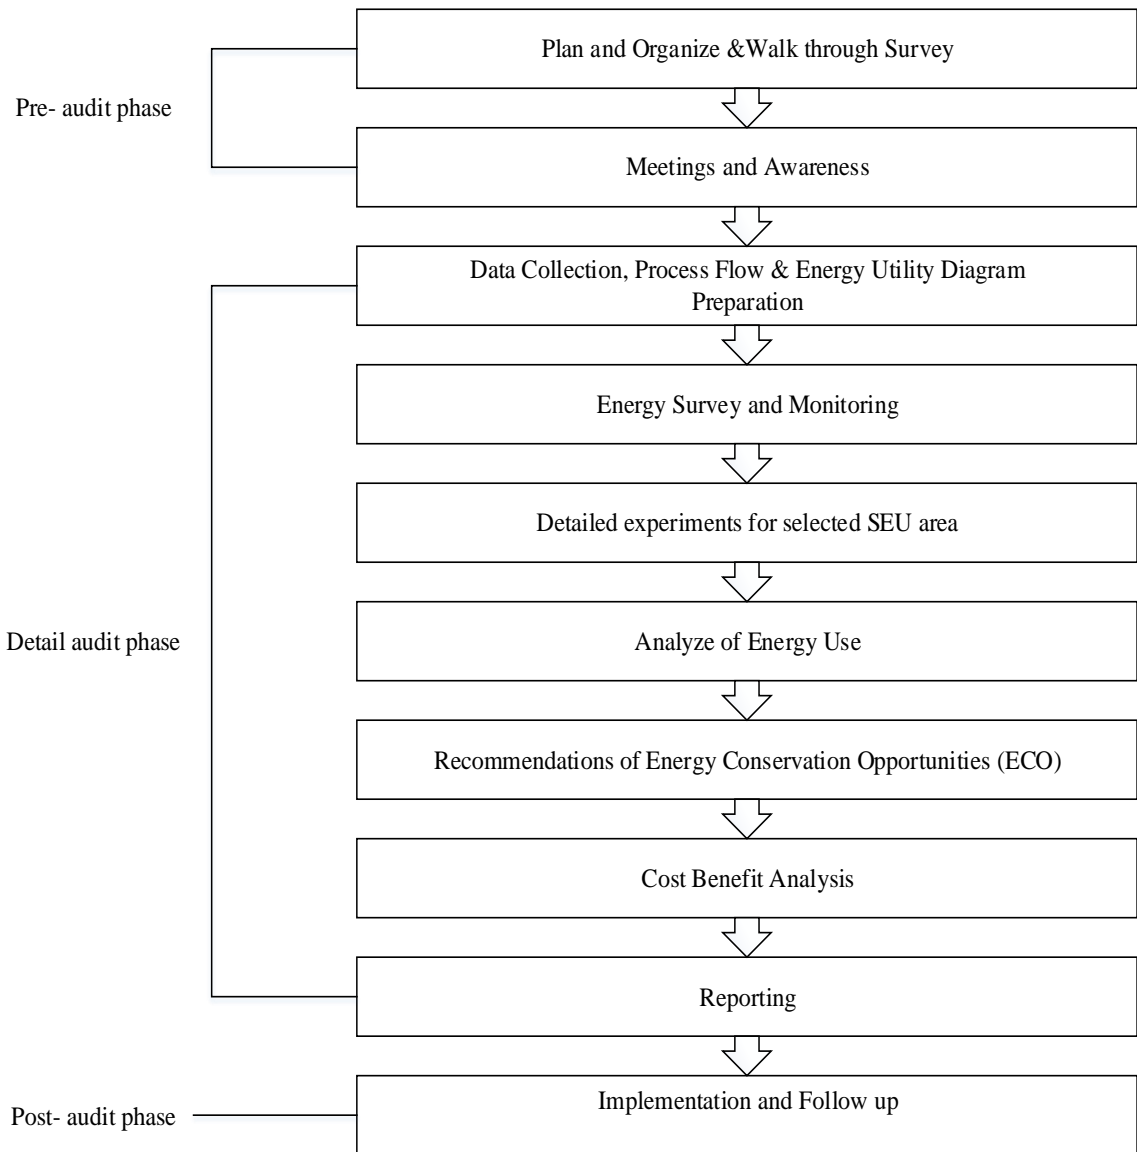 Plan and Organize &Walk through Survey
Pre- audit phase
Meetings and Awareness
Data Collection, Process Flow & Energy Utility Diagram
Preparation
Energy Survey and Monitoring
Detailed experiments for selected SEU area
Detail audit phase
Analyze of Energy Use
Recommendations of Energy Conservation Opportunities (ECO)
Cost Benefit Analysis
Reporting
Implementation and Follow up
Post- audit phase